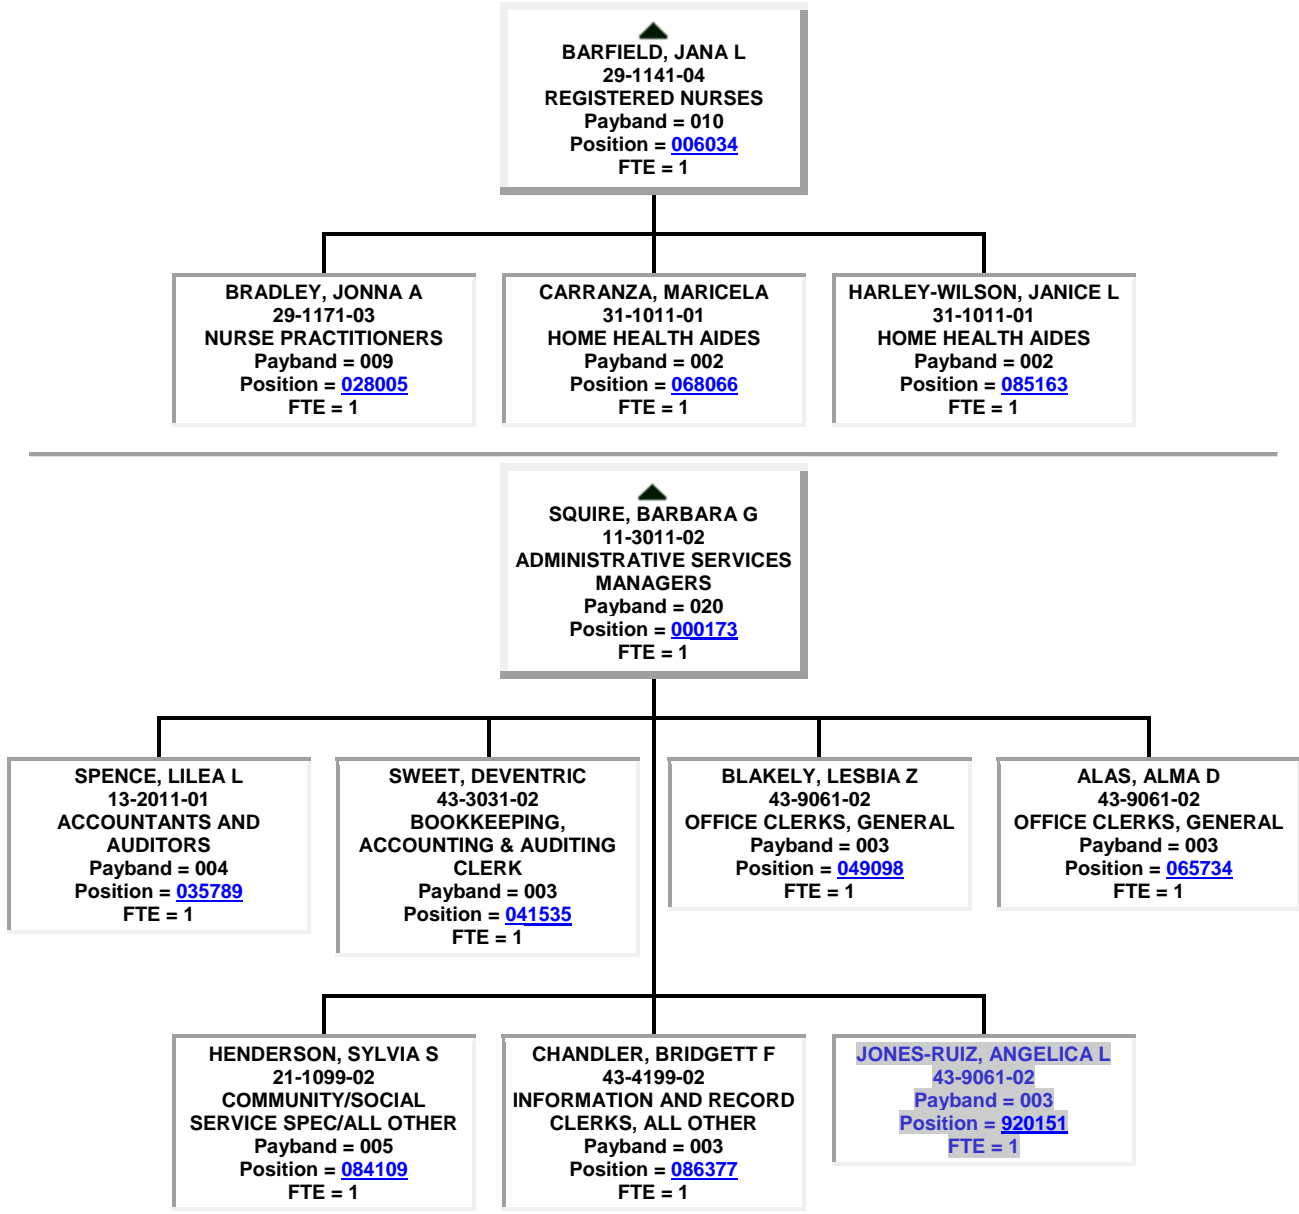 BARFIELD, JANA L
29-1141-04
REGISTERED NURSES
Payband = 010
Position = 006034
FTE = 1
BRADLEY, JONNA A
29-1171-03
NURSE PRACTITIONERS
Payband = 009
Position = 028005
FTE = 1
CARRANZA, MARICELA
31-1011-01
HOME HEALTH AIDES
Payband = 002
Position = 068066
FTE = 1
HARLEY-WILSON, JANICE L
31-1011-01
HOME HEALTH AIDES
Payband = 002
Position = 085163
FTE = 1
SQUIRE, BARBARA G
11-3011-02
ADMINISTRATIVE SERVICES
MANAGERS
Payband = 020
Position = 000173
FTE = 1
SPENCE, LILEA L
13-2011-01
ACCOUNTANTS AND
AUDITORS
Payband = 004
Position = 035789
FTE = 1
SWEET, DEVENTRIC
43-3031-02
BOOKKEEPING,
ACCOUNTING & AUDITING
CLERK
Payband = 003
Position = 041535
FTE = 1
BLAKELY, LESBIA Z
43-9061-02
OFFICE CLERKS, GENERAL
Payband = 003
Position = 049098
FTE = 1
ALAS, ALMA D
43-9061-02
OFFICE CLERKS, GENERAL
Payband = 003
Position = 065734
FTE = 1
HENDERSON, SYLVIA S
21-1099-02
COMMUNITY/SOCIAL
SERVICE SPEC/ALL OTHER
Payband = 005
Position = 084109
FTE = 1
CHANDLER, BRIDGETT F
43-4199-02
INFORMATION AND RECORD
CLERKS, ALL OTHER
Payband = 003
Position = 086377
FTE = 1
JONES-RUIZ, ANGELICA L
43-9061-02
Payband = 003
Position = 920151
FTE = 1